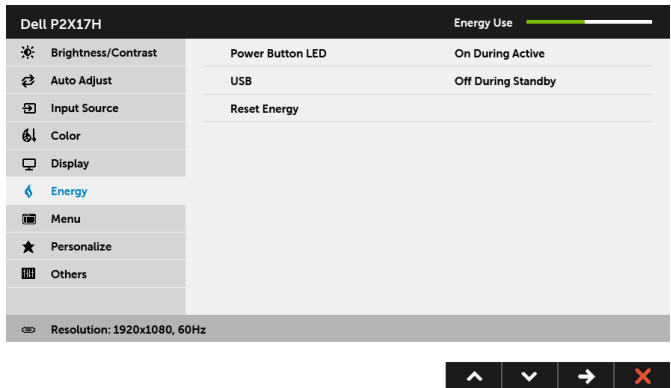 Dell P2X17H Energy Use
Brightness/Contrast Power Button LED On During Active
Auto Adjust USB Off During Standby
Input Source Reset Energy
Color
Display
Energy
Menu
Personalize
Others
Resolution: 1920x1080, 60Hz